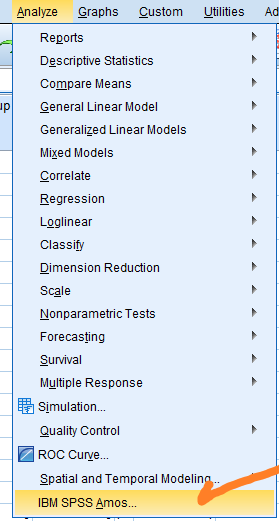 Analyze Graphs Custom Utilities Ad
up
Reports
Descriptive Statistics
Compare Means
General Linear Model
Generalized Linear Models
Mixed Models
Correlate
Regression
Loglinear
Classify
Dimension Reduction
Scale
Nonparametric Tests
Forecasting
Survival
Multiple Response
Simulation...
Quality Control
ROC Curve...
Spatial and Temporal Modeling...
IBM SPSS Amos...